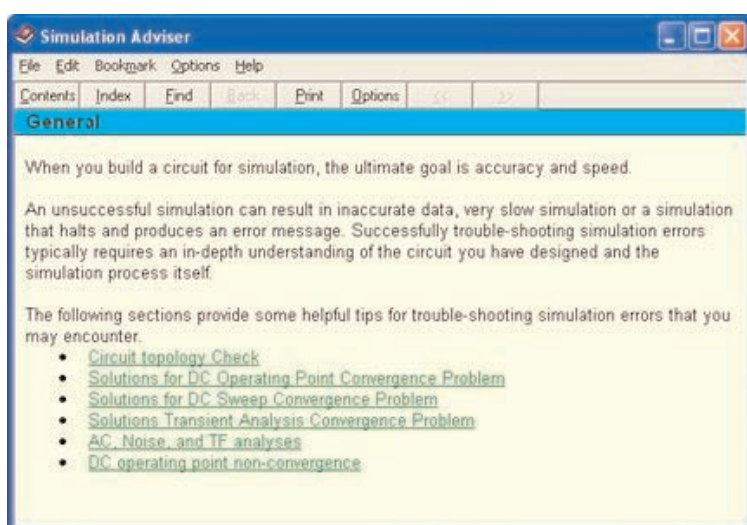 Simulation Adviser
File Edit Bookmark Options Help
Contents Index Find Back Print Options << >>
General
When you build a circuit for simulation, the ultimate goal is accuracy and speed.
An unsuccessful simulation can result in inaccurate data, very slow simulation or a simulation
that halts and produces an error message. Successfully trouble-shooting simulation errors
typically requires an in-depth understanding of the circuit you have designed and the
simulation process itself.
The following sections provide some helpful tips for trouble-shooting simulation errors that you
may encounter.
• Circuit topology Check
• Solutions for DC Operating Point Convergence Problem
• Solutions for DC Sweep Convergence Problem
• Solutions Transient Analysis Convergence Problem
• AC, Noise, and TF analyses
• DC operating point non-convergence